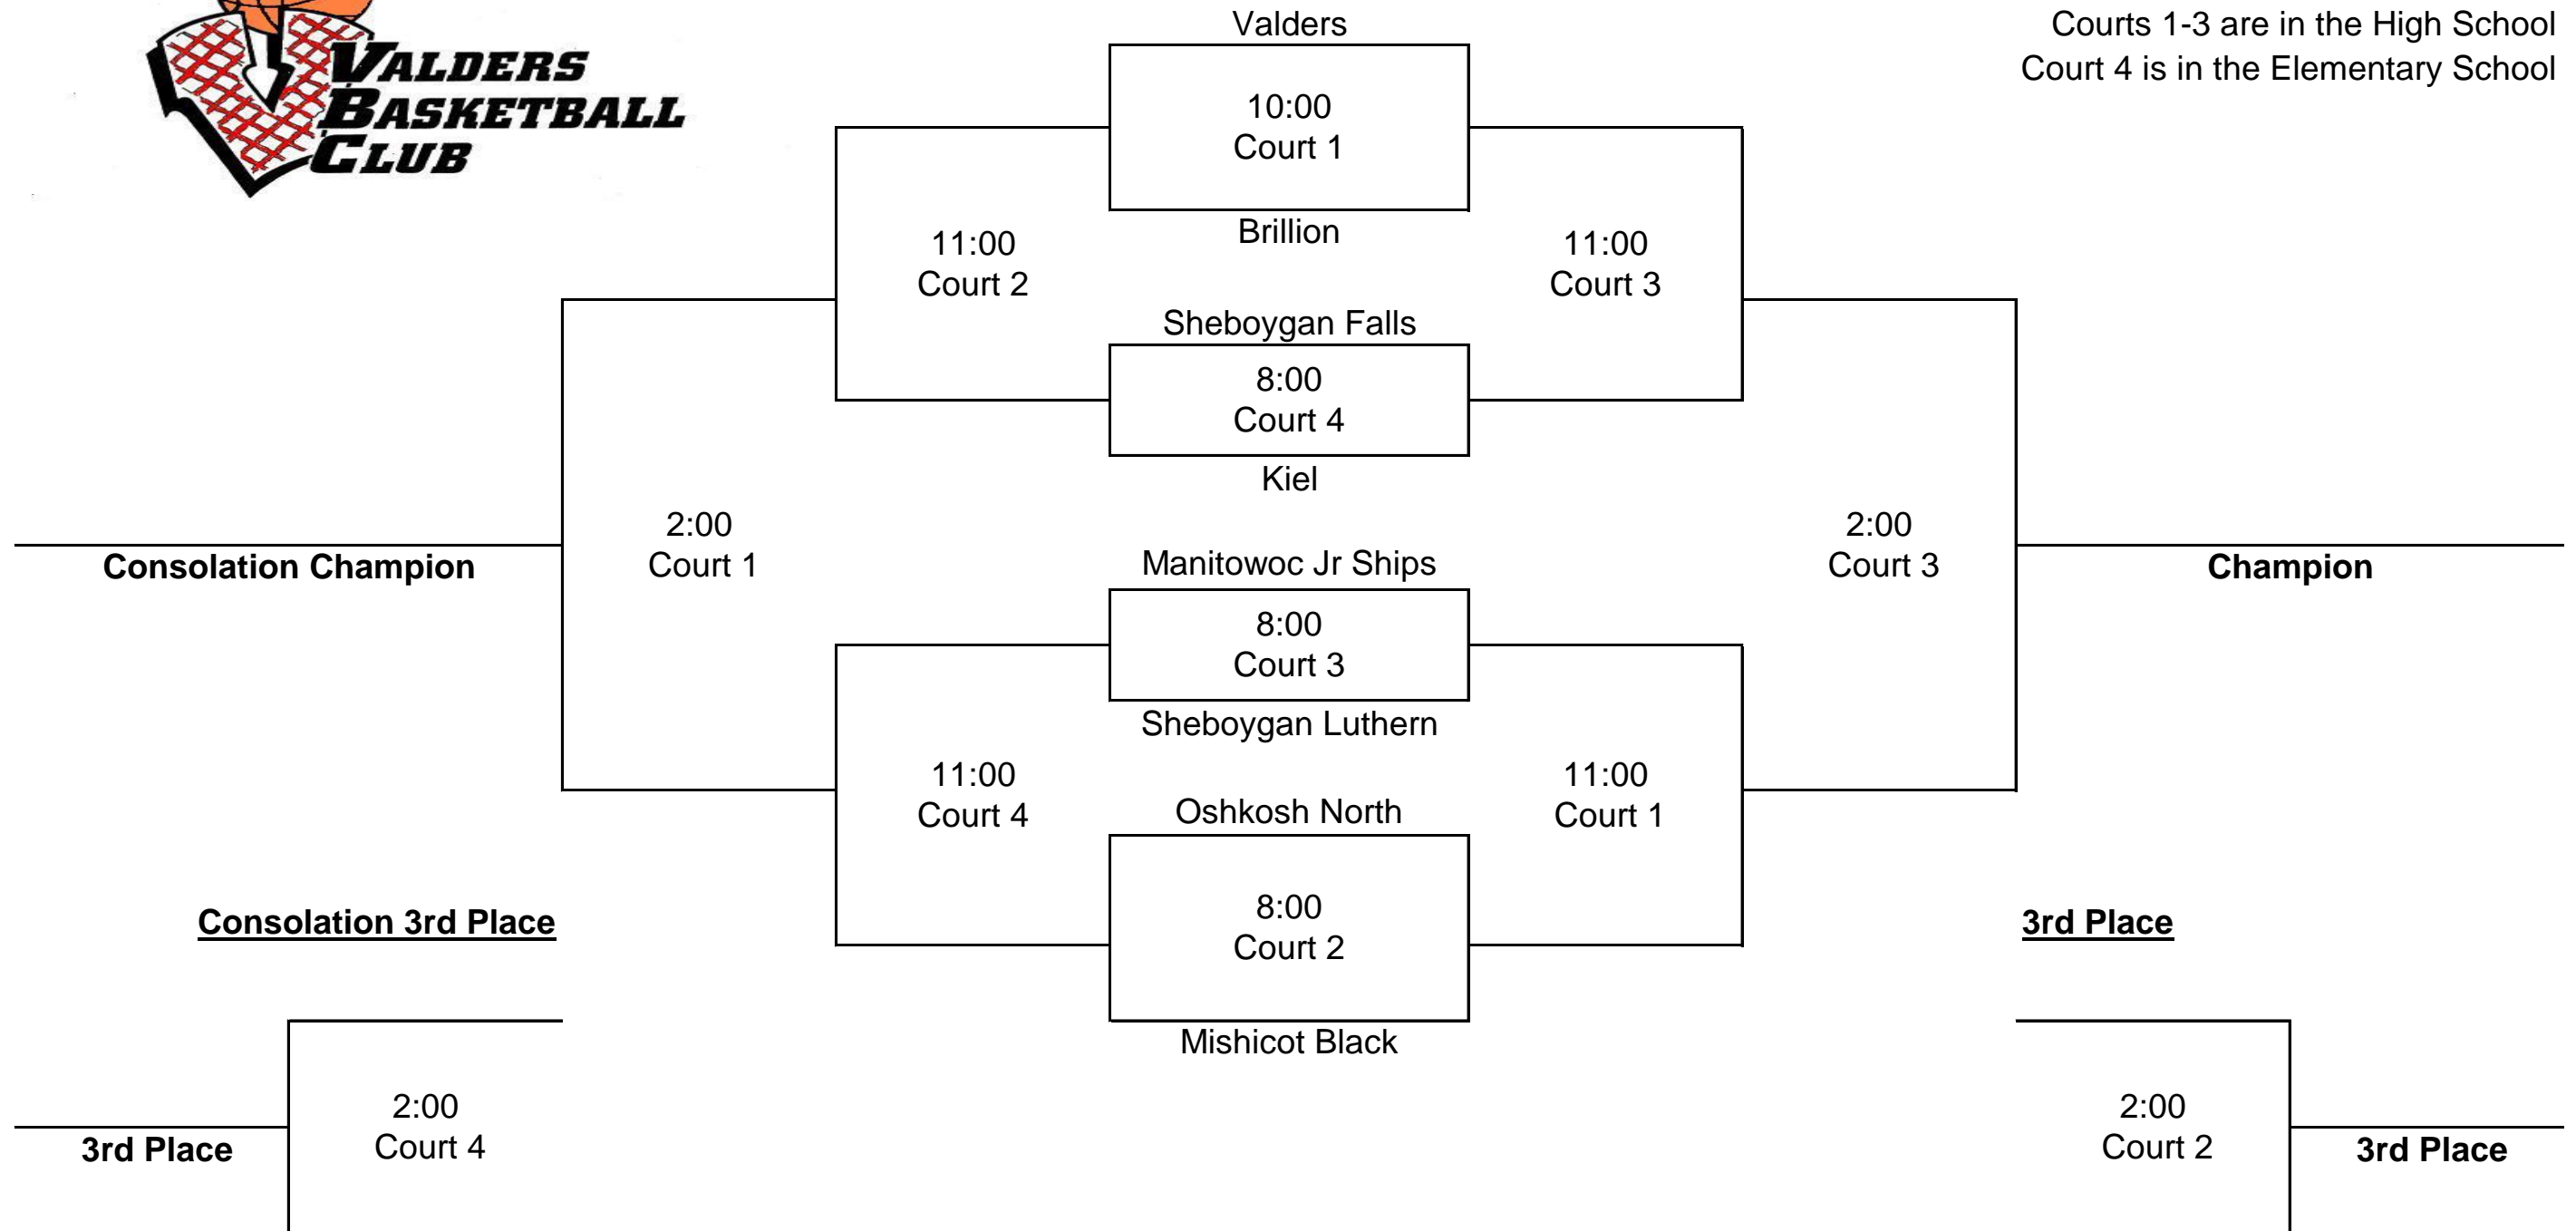 VALDERS
BASKETBALL
CLUB
Courts 1-3 are in the High School
Court 4 is in the Elementary School
Valders
10:00
Court 1
Brillion
11:00
Court 2
11:00
Court 3
Sheboygan Falls
8:00
Court 4
Kiel
2:00
Court 1
2:00
Court 3
Consolation Champion
Champion
Manitowoc Jr Ships
8:00
Court 3
Sheboygan Luthern
11:00
Court 4
11:00
Court 1
Oshkosh North
8:00
Court 2
Mishicot Black
Consolation 3rd Place
3rd Place
2:00
Court 4
3rd Place
2:00
Court 2
3rd Place